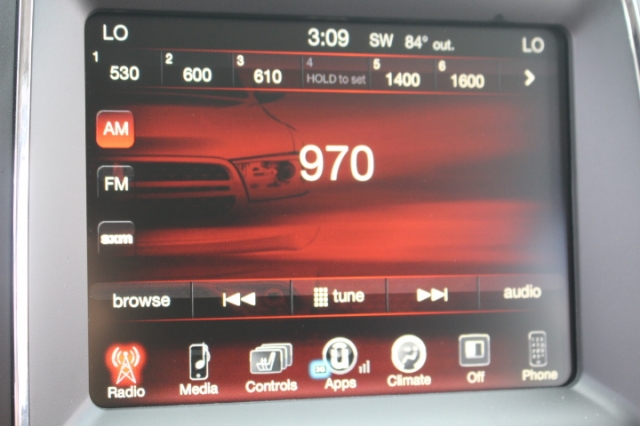 LO 3:09 SW 84° out. LO
1 530 2 600 3 610 4 HOLD to set 5 1400 6 1600
AM
970
FM
sxm
browse tune audio
Radio Media Controls Apps Climate Off Phone